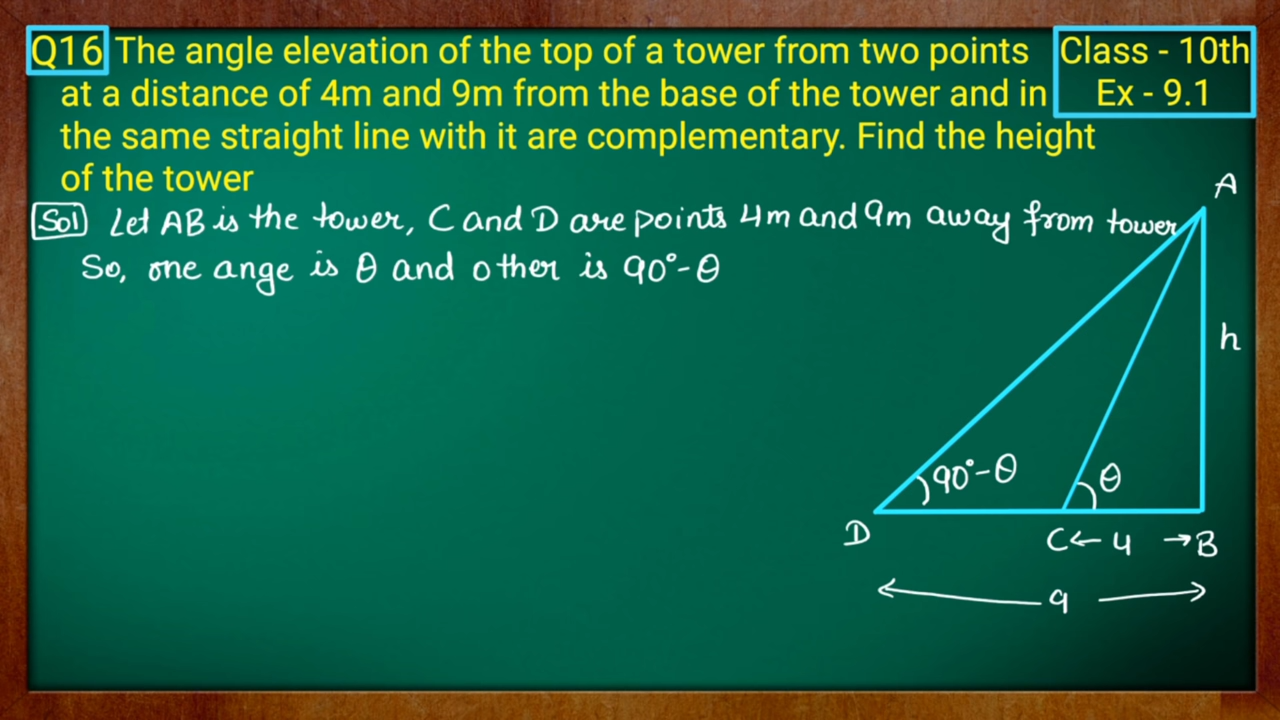 Q16 The angle elevation of the top of a tower from two points
at a distance of 4m and 9m from the base of the tower and in
the same straight line with it are complementary. Find the height
of the tower
Class - 10th
Ex - 9.1
Sol Let AB is the tower, C and D are points 4m and 9m away from tower
So, one ange is θ and other is 90°-θ
A
h
90°-θ
θ
D
C← 4 →B
9